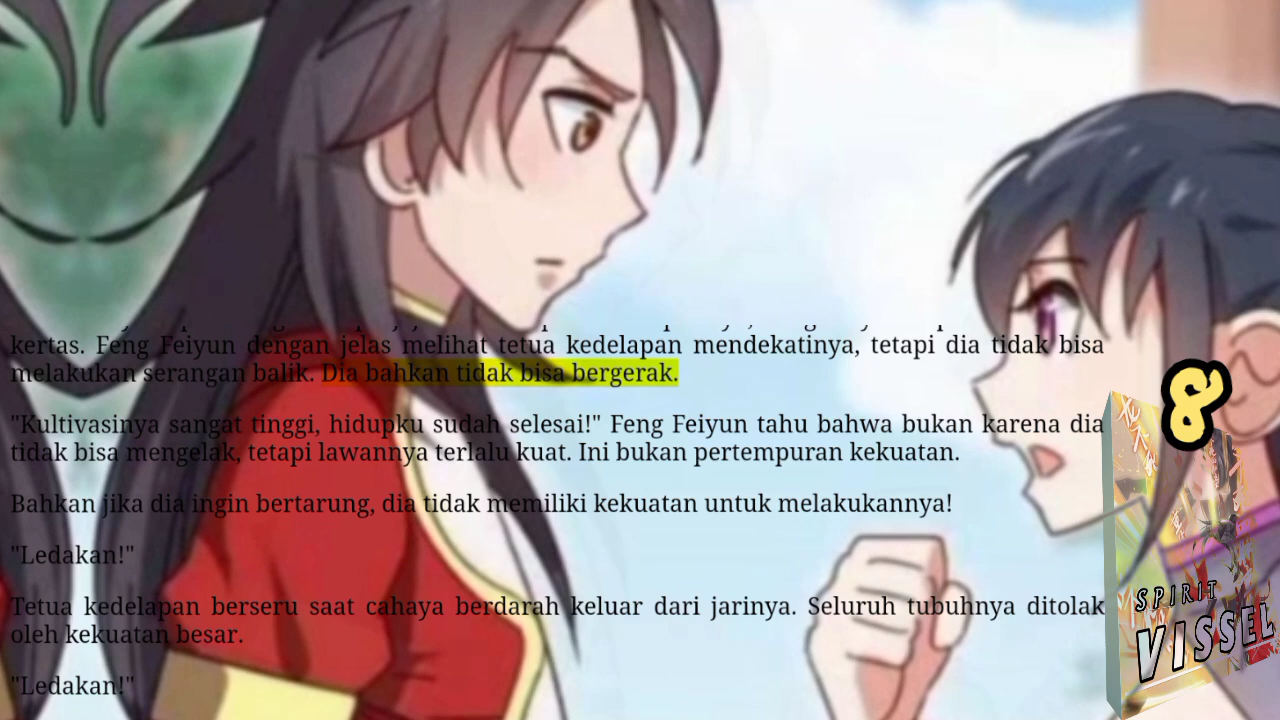 kertas. Feng Feiyun dengan jelas melihat tetua kedelapan mendekatinya, tetapi dia tidak bisa
melakukan serangan balik. Dia bahkan tidak bisa bergerak.
"Kultivasinya sangat tinggi, hidupku sudah selesai!" Feng Feiyun tahu bahwa bukan karena dia
tidak bisa mengelak, tetapi lawannya terlalu kuat. Ini bukan pertempuran kekuatan.
Bahkan jika dia ingin bertarung, dia tidak memiliki kekuatan untuk melakukannya!
"Ledakan!"
Tetua kedelapan berseru saat cahaya berdarah keluar dari jarinya. Seluruh tubuhnya ditolak
oleh kekuatan besar.
"Ledakan!"
8
SPIRIT
VISSEL